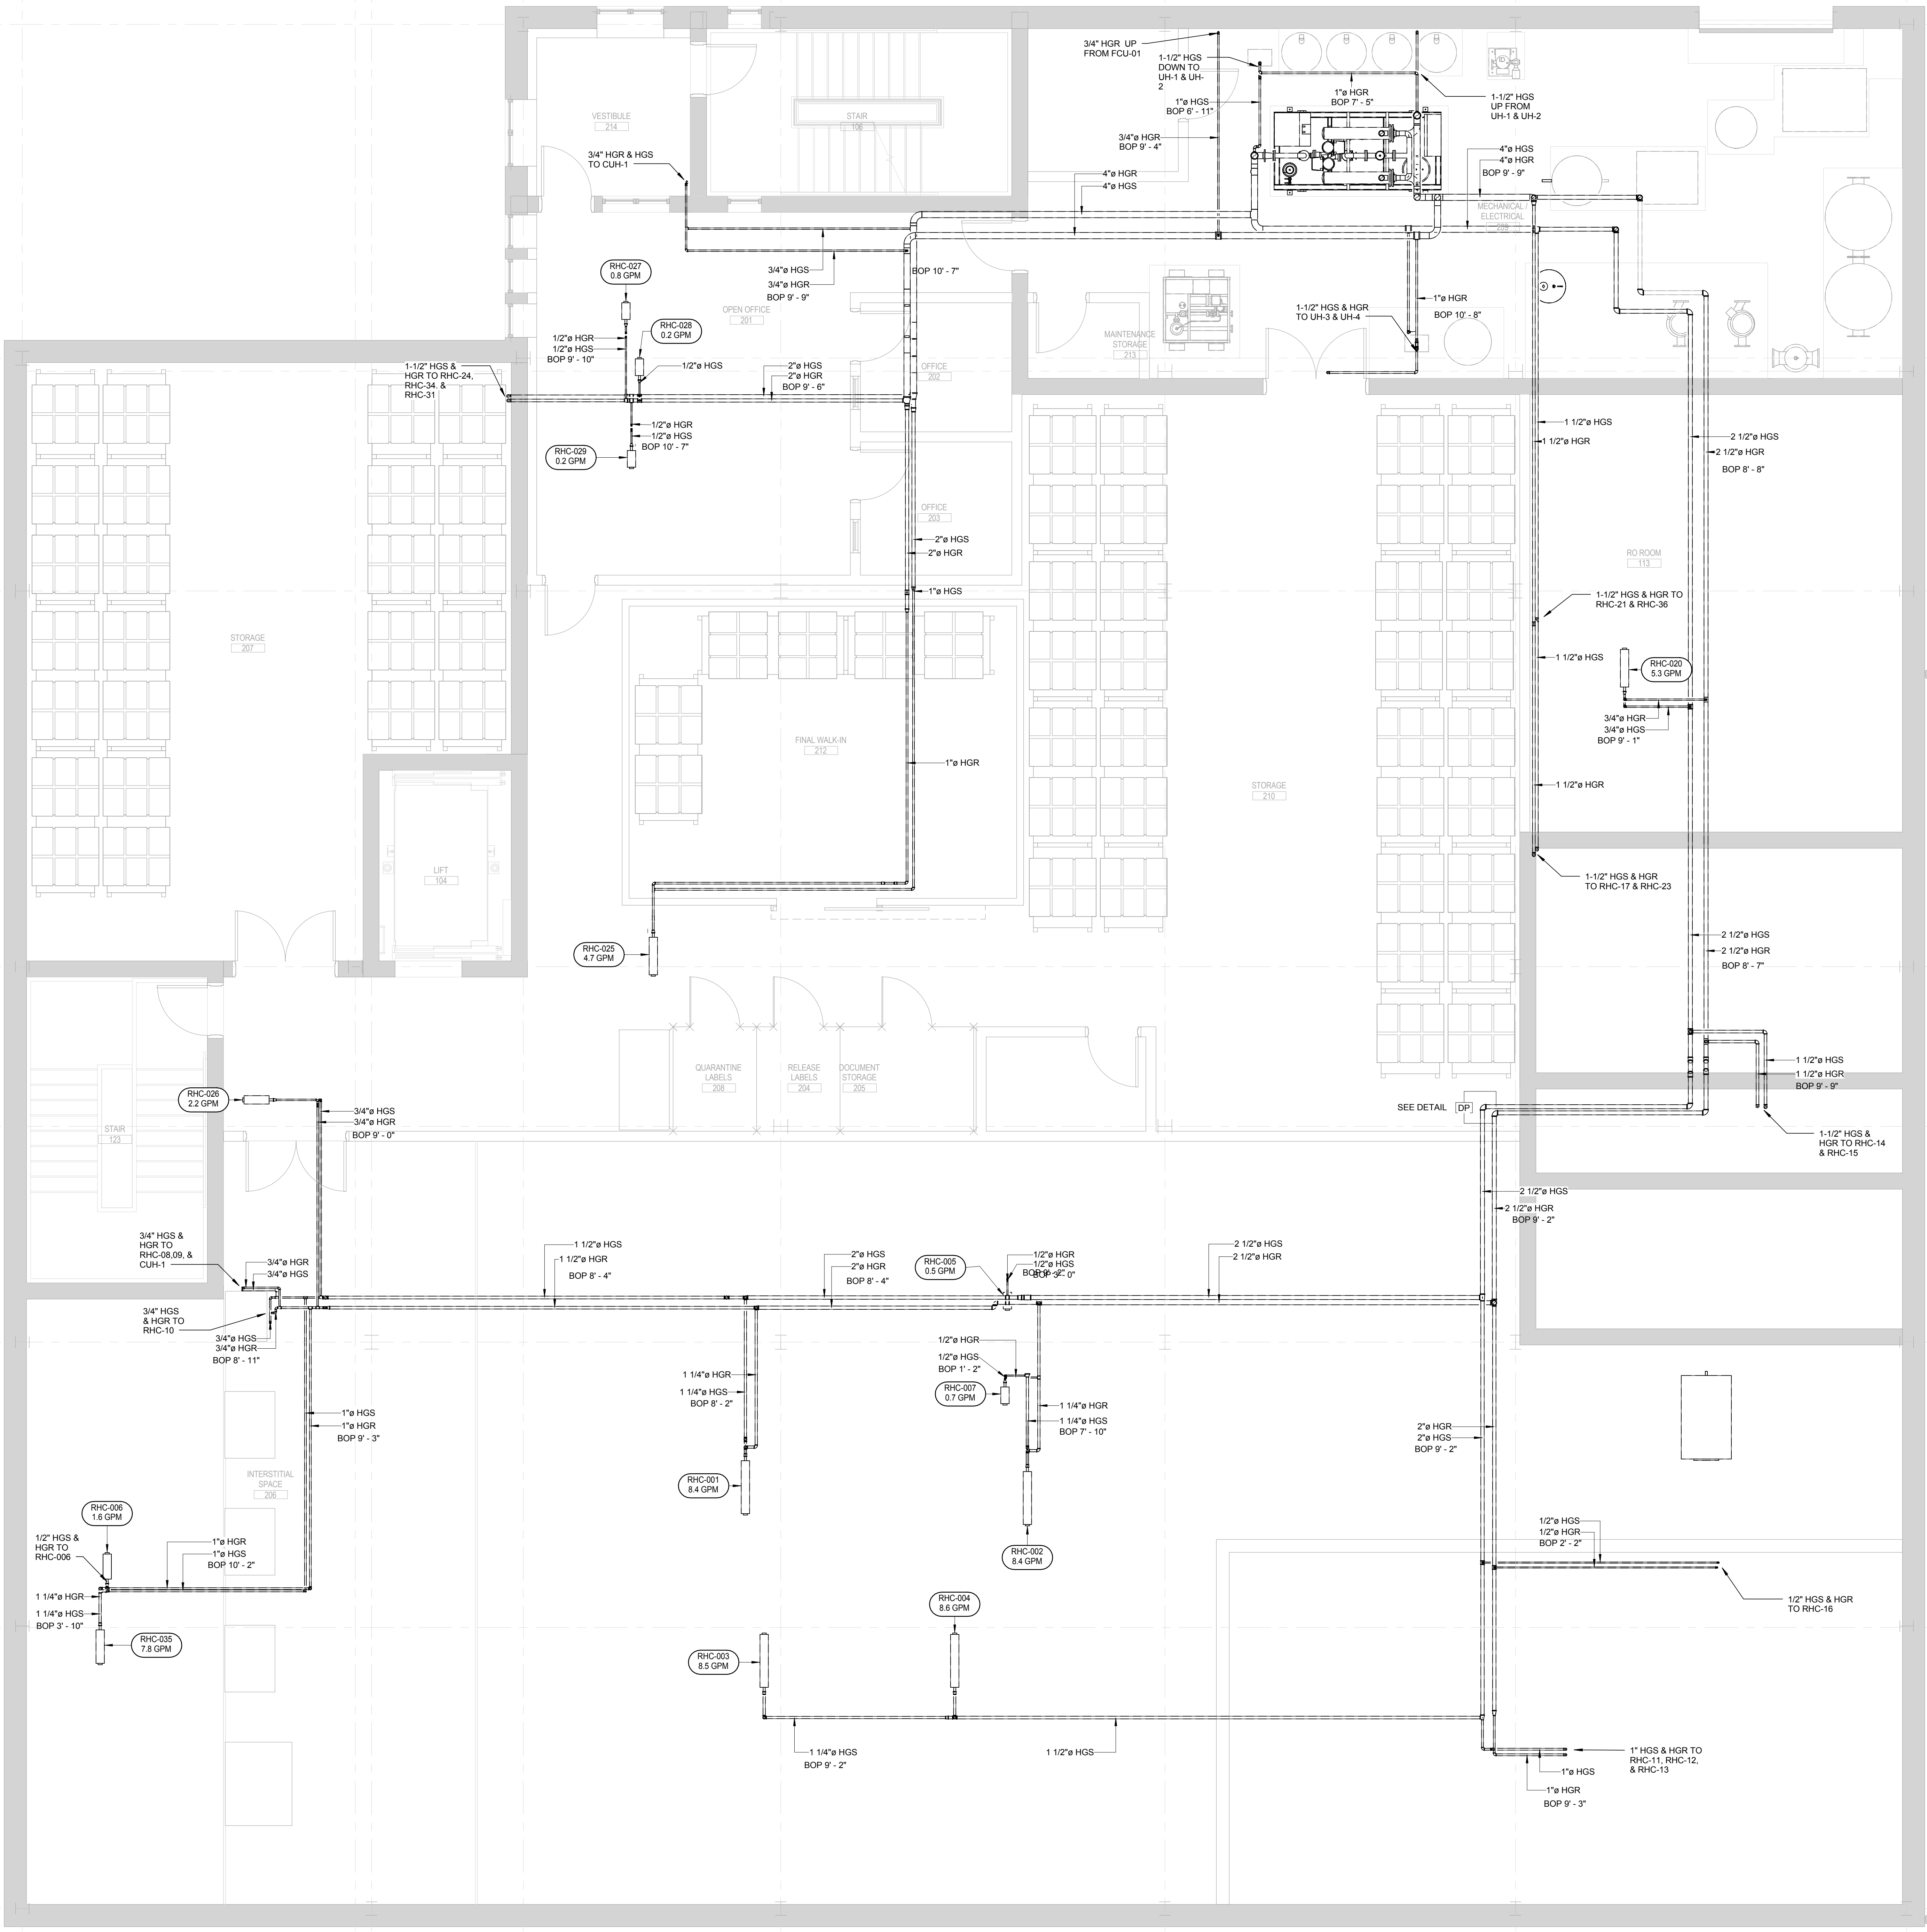 3/4" HGR UP
FROM FCU-01
1-1/2" HGS
DOWN TO
UH-1 & UH-
2
1"ø HGR
BOP 7' - 5"
1"ø HGS
BOP 6' - 11"
1-1/2" HGS
UP FROM
UH-1 & UH-2
3/4"ø HGR
BOP 9' - 4"
4"ø HGS
4"ø HGR
BOP 9' - 9"
VESTIBULE
214
STAIR
106
3/4" HGR & HGS
TO CUH-1
4"ø HGR
4"ø HGS
MECHANICAL /
ELECTRICAL
3/4"ø HGS
3/4"ø HGR
BOP 9' - 9"
BOP 10' - 7"
RHC-027
0.8 GPM
OPEN OFFICE
201
RHC-028
0.2 GPM
1/2"ø HGR
1/2"ø HGS
BOP 9' - 10"
1/2"ø HGS
1-1/2" HGS &
HGR TO RHC-24,
RHC-34, &
RHC-31
2"ø HGS
2"ø HGR
BOP 9' - 6"
OFFICE
202
1-1/2" HGS & HGR
TO UH-3 & UH-4
1"ø HGR
BOP 10' - 8"
MAINTENANCE
STORAGE
213
1/2"ø HGR
1/2"ø HGS
BOP 10' - 7"
RHC-029
0.2 GPM
1 1/2"ø HGS
1 1/2"ø HGR
2 1/2"ø HGS
2 1/2"ø HGR
BOP 8' - 8"
OFFICE
203
2"ø HGS
2"ø HGR
1"ø HGS
RO ROOM
113
1-1/2" HGS & HGR TO
RHC-21 & RHC-36
STORAGE
207
1 1/2"ø HGS
RHC-020
5.3 GPM
3/4"ø HGR
3/4"ø HGS
BOP 9' - 1"
FINAL WALK-IN
212
1"ø HGR
STORAGE
210
1 1/2"ø HGR
LIFT
104
1-1/2" HGS & HGR
TO RHC-17 & RHC-23
RHC-025
4.7 GPM
2 1/2"ø HGS
2 1/2"ø HGR
BOP 8' - 7"
QUARANTINE
LABELS
208
RELEASE
LABELS
204
DOCUMENT
STORAGE
205
1 1/2"ø HGS
1 1/2"ø HGR
BOP 9' - 9"
RHC-026
2.2 GPM
3/4"ø HGS
3/4"ø HGR
BOP 9' - 0"
STAIR
123
SEE DETAIL DP
1-1/2" HGS &
HGR TO RHC-14
& RHC-15
2 1/2"ø HGS
2 1/2"ø HGR
BOP 9' - 2"
3/4" HGS &
HGR TO
RHC-08,09, &
CUH-1
3/4"ø HGR
3/4"ø HGS
1 1/2"ø HGS
1 1/2"ø HGR
BOP 8' - 4"
2"ø HGS
2"ø HGR
BOP 8' - 4"
RHC-005
0.5 GPM
1/2"ø HGR
1/2"ø HGS
2 1/2"ø HGS
2 1/2"ø HGR
3/4" HGS
& HGR TO
RHC-10
3/4"ø HGS
3/4"ø HGR
BOP 8' - 11"
1 1/4"ø HGR
1 1/4"ø HGS
BOP 8' - 2"
1/2"ø HGR
1/2"ø HGS
BOP 1' - 2"
RHC-007
0.7 GPM
1 1/4"ø HGR
1 1/4"ø HGS
BOP 7' - 10"
1"ø HGS
1"ø HGR
BOP 9' - 3"
2"ø HGR
2"ø HGS
BOP 9' - 2"
INTERSTITIAL
SPACE
206
RHC-001
8.4 GPM
RHC-002
8.4 GPM
RHC-006
1.6 GPM
1/2" HGS &
HGR TO
RHC-006
1"ø HGR
1"ø HGS
BOP 10' - 2"
1/2"ø HGS
1/2"ø HGR
BOP 2' - 2"
1/2" HGS & HGR
TO RHC-16
1 1/4"ø HGR
1 1/4"ø HGS
BOP 3' - 10"
RHC-035
7.8 GPM
RHC-004
8.6 GPM
RHC-003
8.5 GPM
1 1/4"ø HGS
BOP 9' - 2"
1 1/2"ø HGS
1" HGS & HGR TO
RHC-11, RHC-12,
& RHC-13
1"ø HGS
1"ø HGR
BOP 9' - 3"